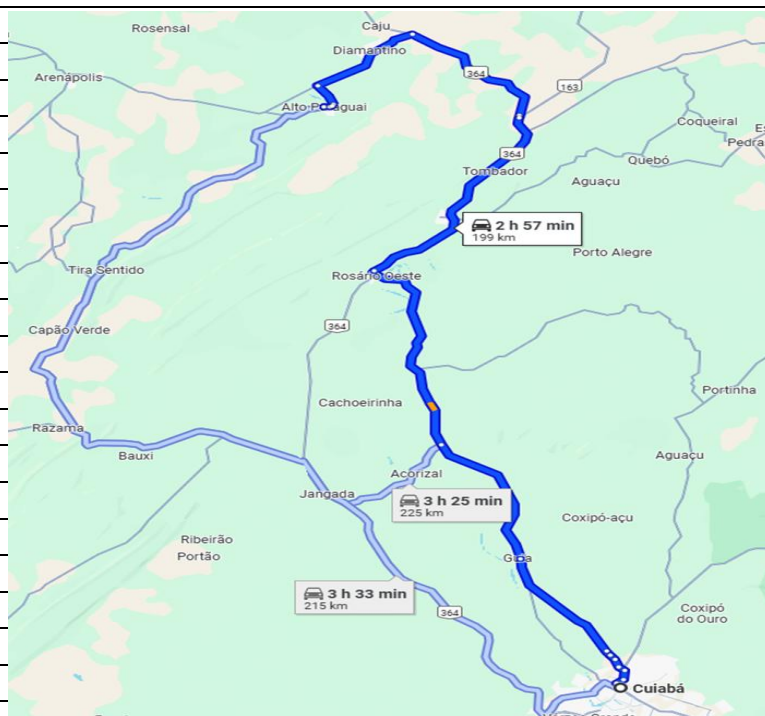 Rosensal
Caju
Diamantino
Arenápolis
364
163
Alto Paraguai
Coqueiral
364
Quebó
Tombador
Aguaçu
2 h 57 min
199 km
Porto Alegre
Tira Sentido
Rosário Oeste
364
Capão Verde
Portinha
Cachoeirinha
Razama
Bauxi
Aguaçu
Acorizal
Jangada
3 h 25 min
225 km
Coxipó-açu
Ribeirão
Portão
Guia
3 h 33 min
215 km
364
Coxipó
do Ouro
Cuiabá